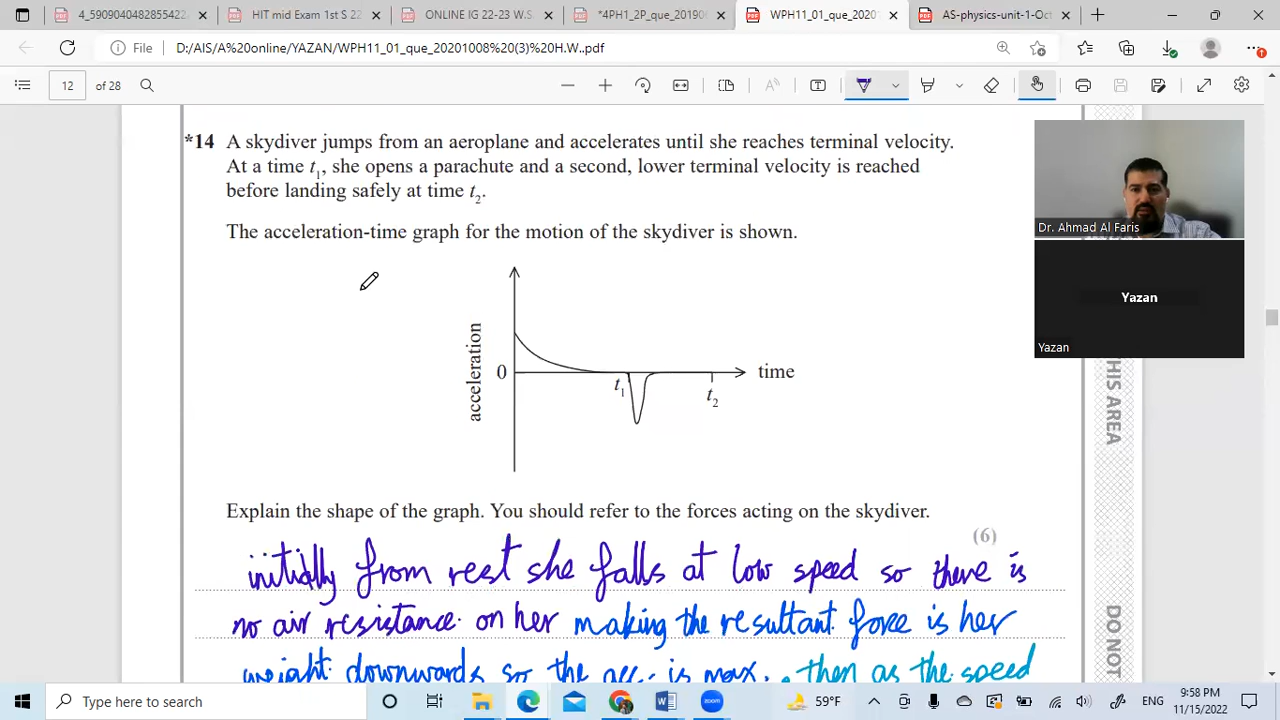 4_5909040485542...
HIT mid Exam 1st S 22
ONLINE IG 22-23 W.S.
*4PH1_2P_que_20190
WPH11_01_que_2020
AS-physics-unit-1-Oct
File D:/AIS/A%20online/YAZAN/WPH11_01_que_20201008%20(3)%20H.W..pdf
12 of 28
*14 A skydiver jumps from an aeroplane and accelerates until she reaches terminal velocity.
At a time t1, she opens a parachute and a second, lower terminal velocity is reached
before landing safely at time t2.
The acceleration-time graph for the motion of the skydiver is shown.
acceleration
0
t1
t2
time
Explain the shape of the graph. You should refer to the forces acting on the skydiver.
(6)
initially from rest she falls at low speed so there is
no air resistance on her making the resultant force is her
weight downwards so the acc. is max. then as the speed
Dr. Ahmad Al Faris
Yazan
Yazan
THIS AREA
DO NOT
Type here to search
59°F
ENG
9:58 PM
11/15/2022